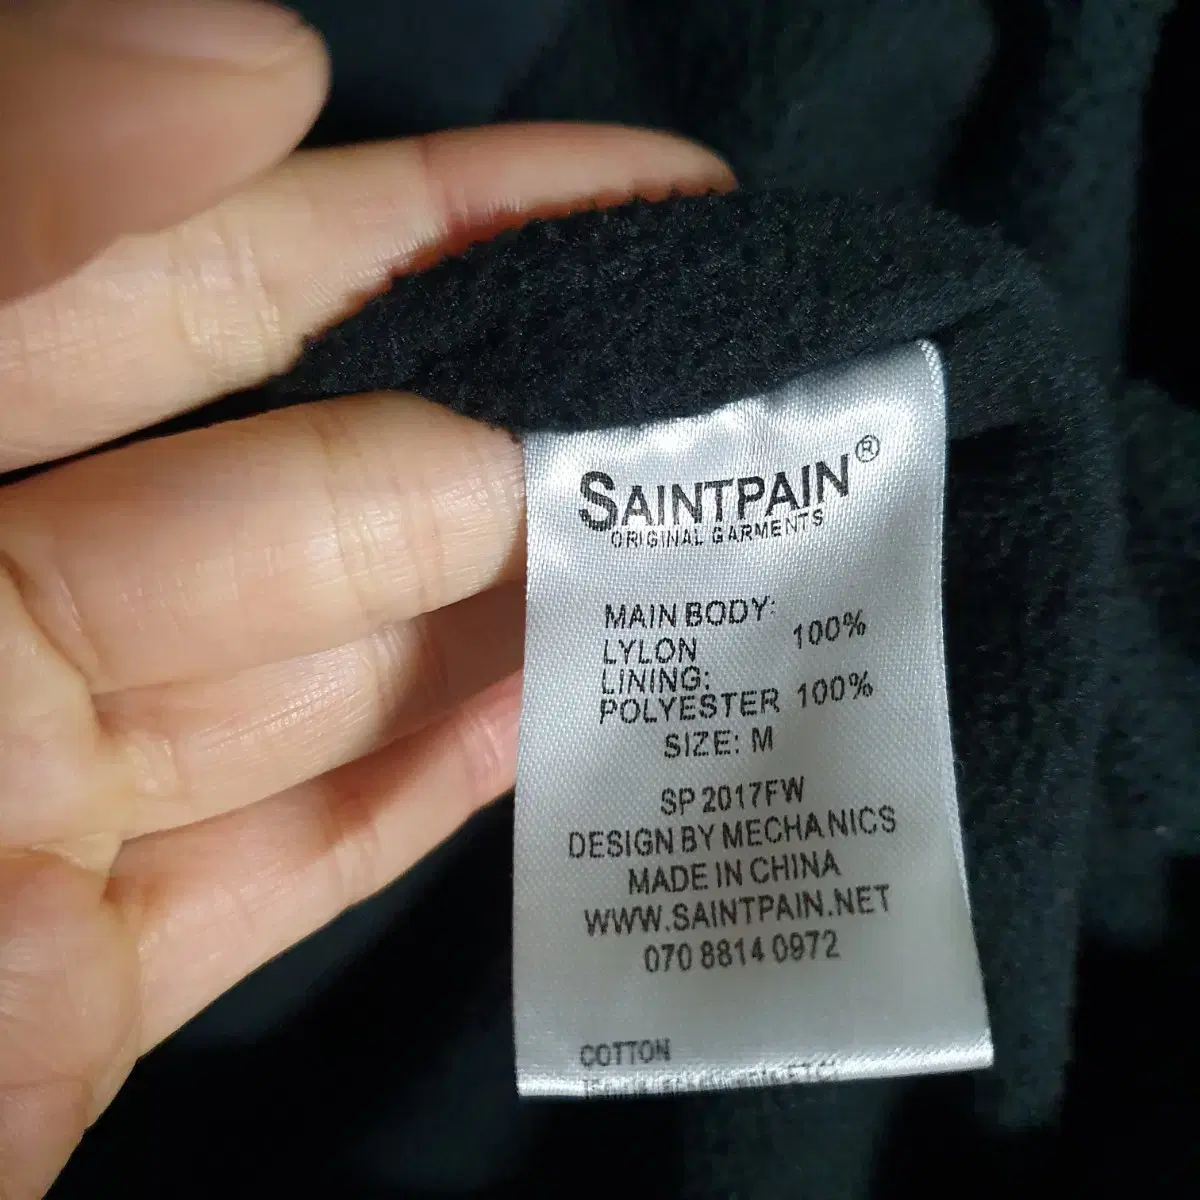 SAINTPAIN®
ORIGINAL GARMENTS
MAIN BODY:
LYLON 100%
LINING:
POLYESTER 100%
SIZE: M
SP 2017FW
DESIGN BY MECHANICS
MADE IN CHINA
WWW.SAINTPAIN.NET
070 8814 0972
COTTON